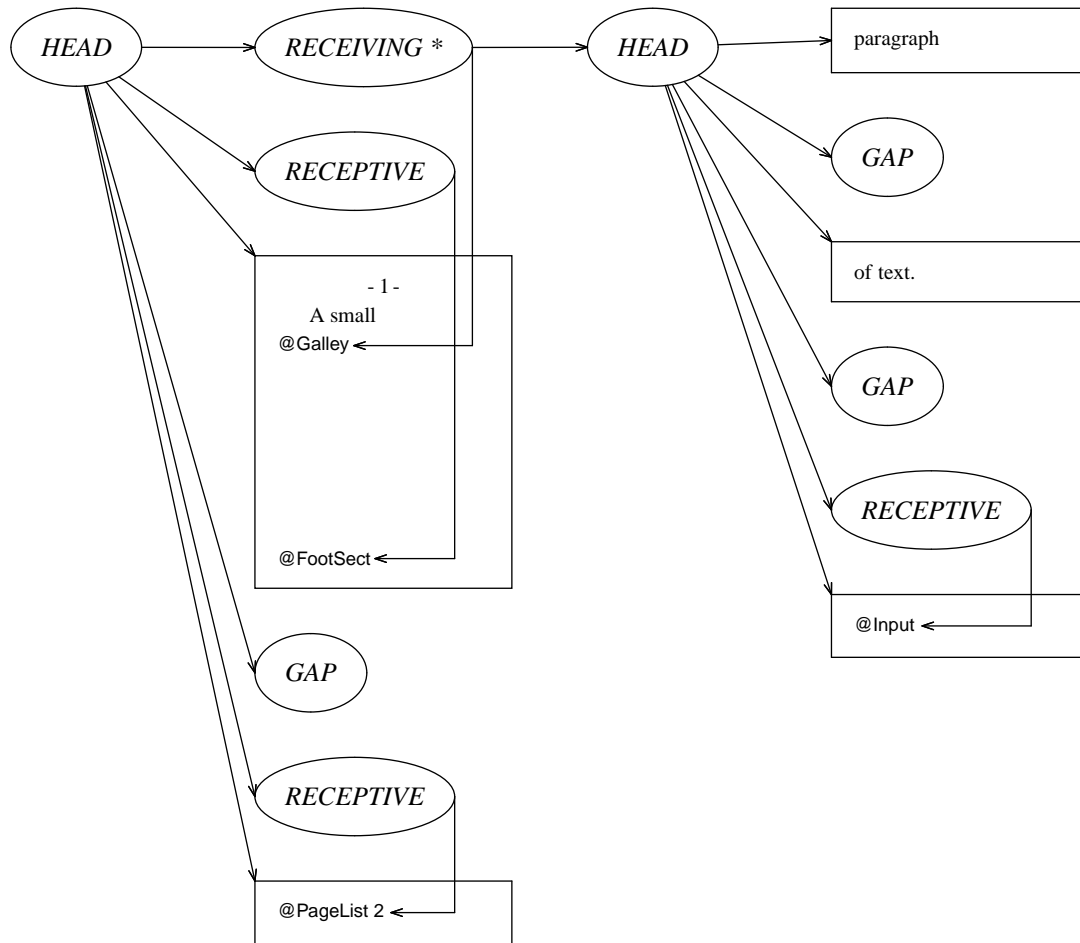 HEAD
RECEIVING *
HEAD
paragraph
RECEPTIVE
GAP
- 1 -
A small
@Galley
of text.
GAP
@FootSect
RECEPTIVE
@Input
GAP
RECEPTIVE
@PageList 2